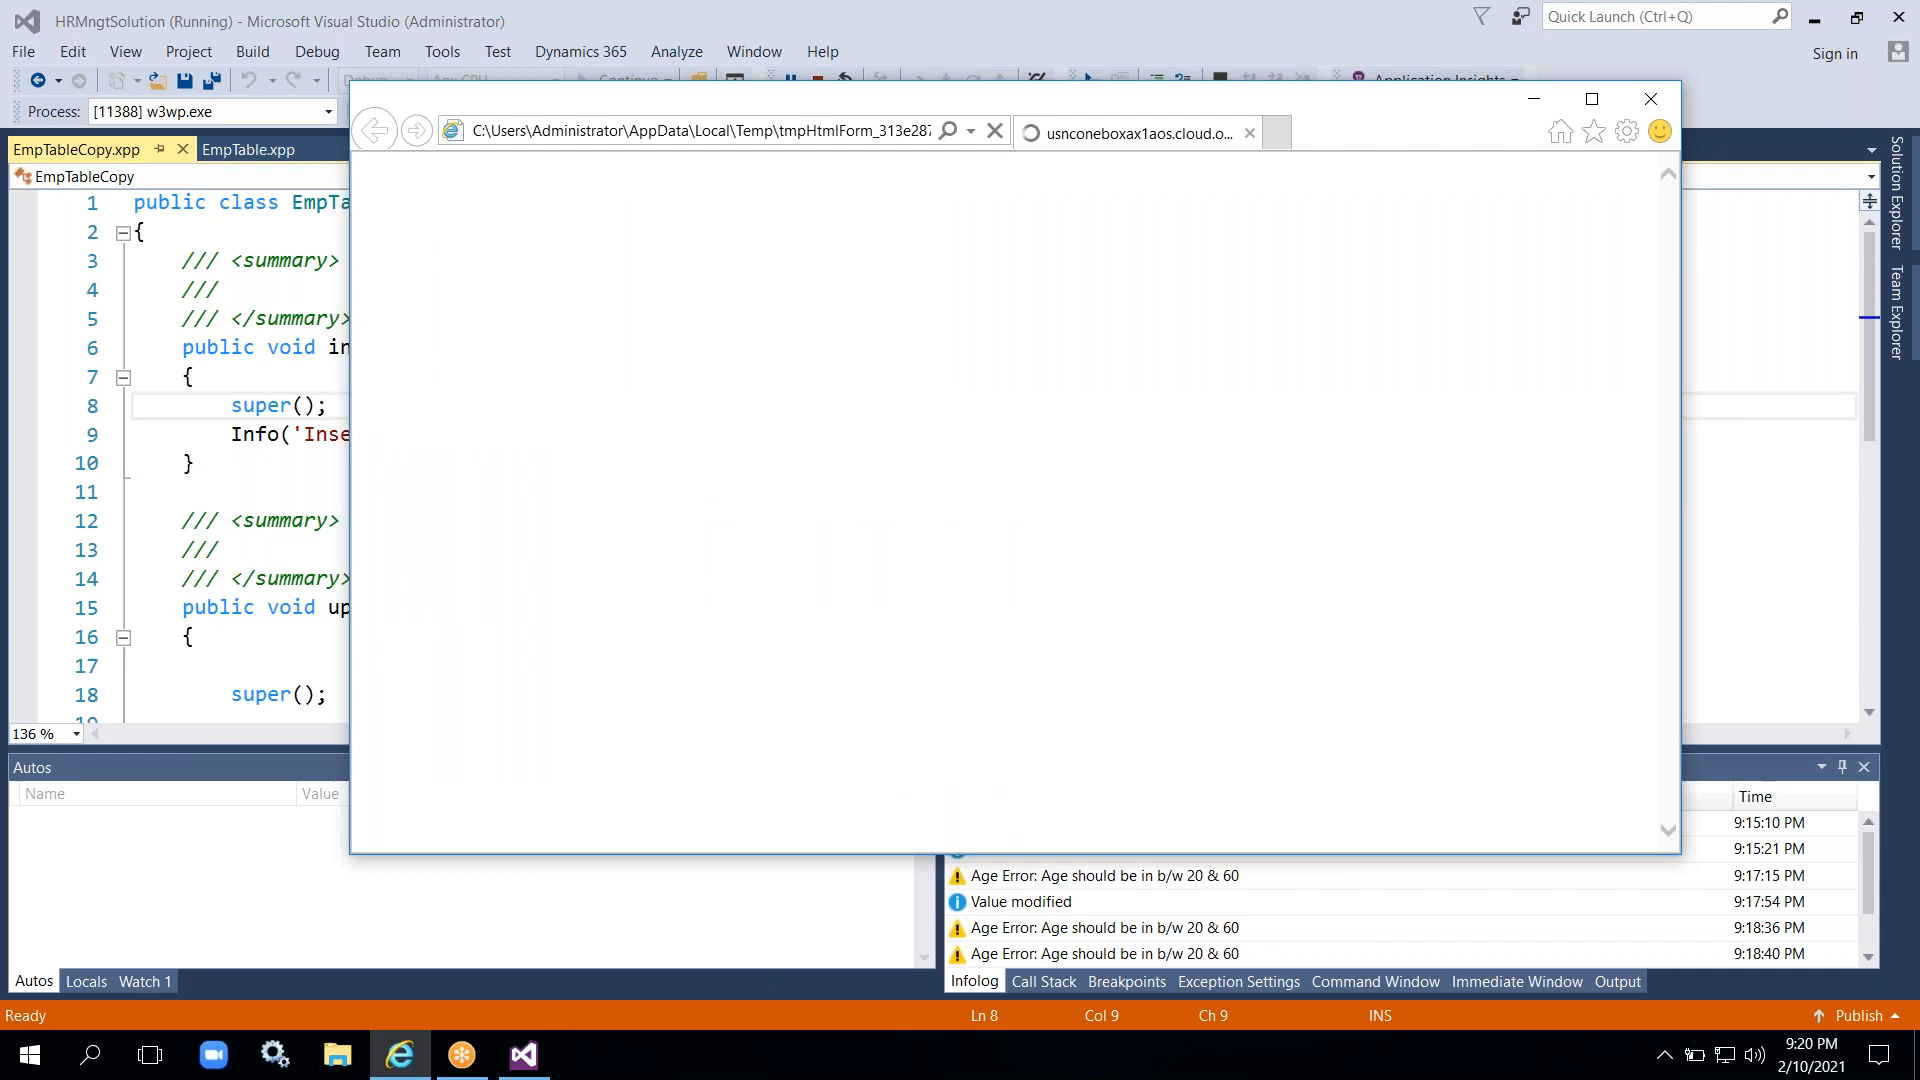 HRMngtSolution (Running) - Microsoft Visual Studio (Administrator)
Quick Launch (Ctrl+Q)
File Edit View Project Build Debug Team Tools Test Dynamics 365 Analyze Window Help
Sign in
Debug Any CPU Continue Application Insights
Process: [11388] w3wp.exe
C:\Users\Administrator\AppData\Local\Temp\tmpHtmlForm_313e287
usnconeboxax1aos.cloud.o...
EmpTableCopy.xpp EmpTable.xpp
EmpTableCopy
1 public class EmpTa
2 {
3 /// <summary>
4 ///
5 /// </summary>
6 public void in
7 {
8 super();
9 Info('Inse
10 }
11
12 /// <summary>
13 ///
14 /// </summary>
15 public void up
16 {
17
18 super();
19
136 %
Solution Explorer
Team Explorer
Autos
Name Value
Time
9:15:10 PM
9:15:21 PM
Age Error: Age should be in b/w 20 & 60 9:17:15 PM
Value modified 9:17:54 PM
Age Error: Age should be in b/w 20 & 60 9:18:36 PM
Age Error: Age should be in b/w 20 & 60 9:18:40 PM
Autos Locals Watch 1
Infolog Call Stack Breakpoints Exception Settings Command Window Immediate Window Output
Ready Ln 8 Col 9 Ch 9 INS Publish
9:20 PM
2/10/2021